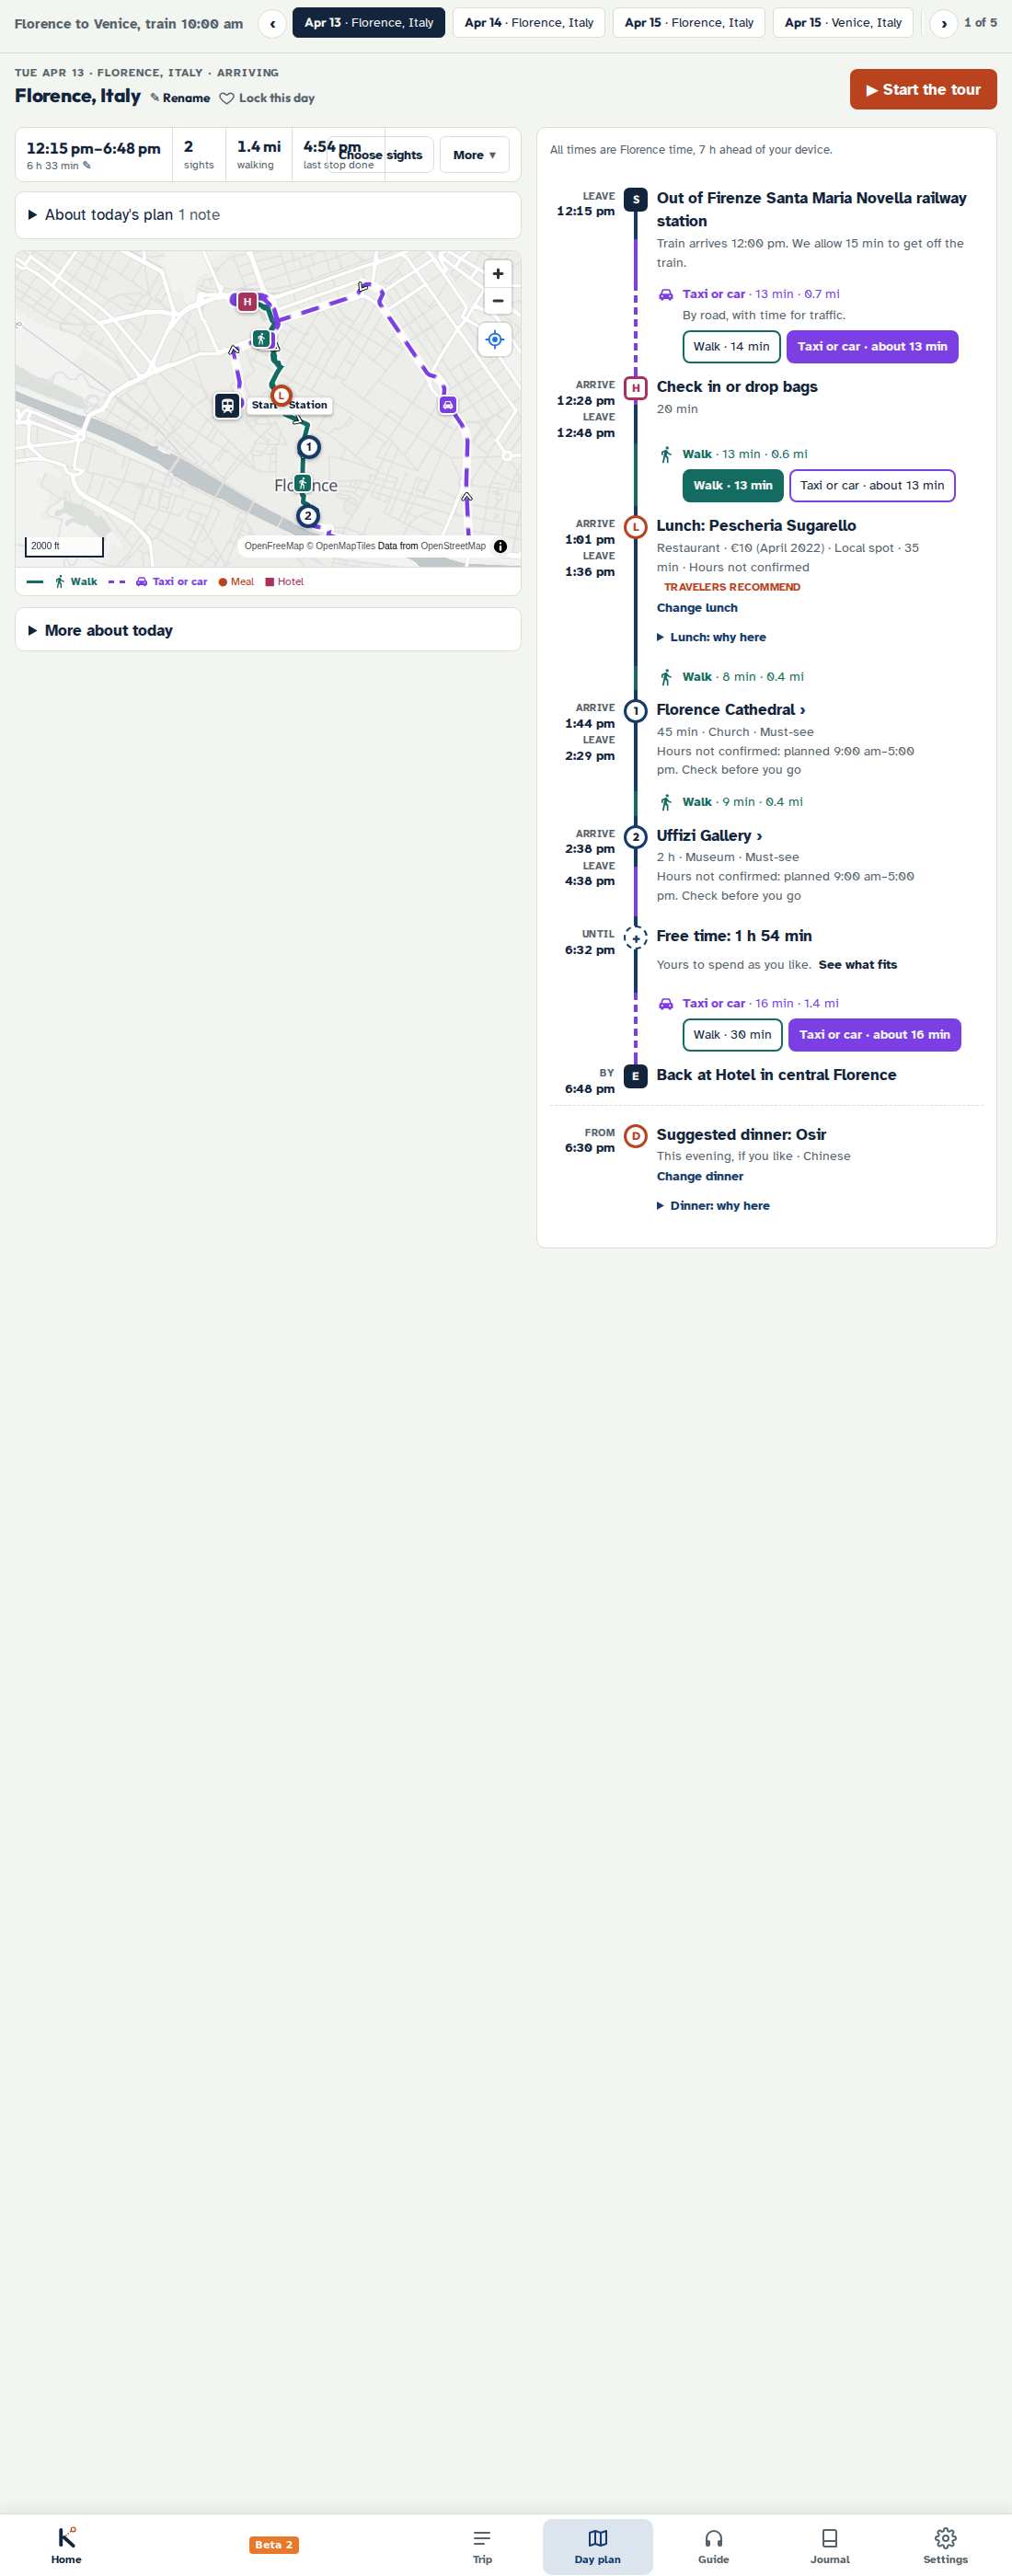 Florence to Venice, train 10:00 am
‹
Apr 13 · Florence, Italy
Apr 14 · Florence, Italy
Apr 15 · Florence, Italy
Apr 15 · Venice, Italy
›
1 of 5
TUE APR 13 · FLORENCE, ITALY · ARRIVING
Florence, Italy ✎ Rename Lock this day
▶ Start the tour
12:15 pm–6:48 pm
6 h 33 min ✎
2
sights
1.4 mi
walking
4:54 pm
last stop done
Choose sights
More ▾
▶ About today's plan 1 note
H
L
Start · Station
1
Florence
2
+
−
2000 ft
OpenFreeMap © OpenMapTiles Data from OpenStreetMap
Walk Taxi or car Meal Hotel
▶ More about today
All times are Florence time, 7 h ahead of your device.
LEAVE
12:15 pm
S
Out of Firenze Santa Maria Novella railway
station
Train arrives 12:00 pm. We allow 15 min to get off the
train.
Taxi or car · 13 min · 0.7 mi
By road, with time for traffic.
Walk · 14 min
Taxi or car · about 13 min
ARRIVE
12:28 pm
LEAVE
12:48 pm
H
Check in or drop bags
20 min
Walk · 13 min · 0.6 mi
Walk · 13 min
Taxi or car · about 13 min
ARRIVE
1:01 pm
LEAVE
1:36 pm
L
Lunch: Pescheria Sugarello
Restaurant · €10 (April 2022) · Local spot · 35
min · Hours not confirmed
TRAVELERS RECOMMEND
Change lunch
▶ Lunch: why here
Walk · 8 min · 0.4 mi
ARRIVE
1:44 pm
LEAVE
2:29 pm
1
Florence Cathedral ›
45 min · Church · Must-see
Hours not confirmed: planned 9:00 am–5:00
pm. Check before you go
Walk · 9 min · 0.4 mi
ARRIVE
2:38 pm
LEAVE
4:38 pm
2
Uffizi Gallery ›
2 h · Museum · Must-see
Hours not confirmed: planned 9:00 am–5:00
pm. Check before you go
UNTIL
6:32 pm
+
Free time: 1 h 54 min
Yours to spend as you like. See what fits
Taxi or car · 16 min · 1.4 mi
Walk · 30 min
Taxi or car · about 16 min
BY
6:48 pm
E
Back at Hotel in central Florence
FROM
6:30 pm
D
Suggested dinner: Osir
This evening, if you like · Chinese
Change dinner
▶ Dinner: why here
Home
Beta 2
Trip
Day plan
Guide
Journal
Settings